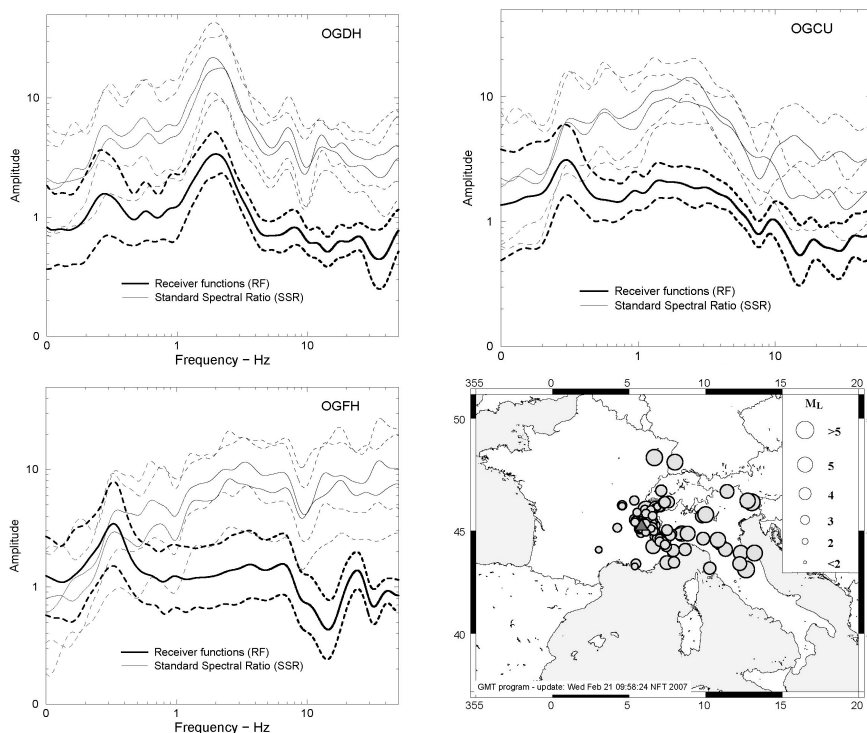 OGDH
10
1
0
Amplitude
Receiver functions (RF)
Standard Spectral Ratio (SSR)
0 1 10
Frequency − Hz
OGCU
10
1
0
Amplitude
Receiver functions (RF)
Standard Spectral Ratio (SSR)
0 1 10
OGFH
10
1
0
Amplitude
Receiver functions (RF)
Standard Spectral Ratio (SSR)
0 1 10
Frequency − Hz
355 0 5 10 15 20
50
45
40
ML
>5
5
4
3
2
<2
GMT program - update: Wed Feb 21 09:58:24 NFT 2007
355 0 5 10 15 20